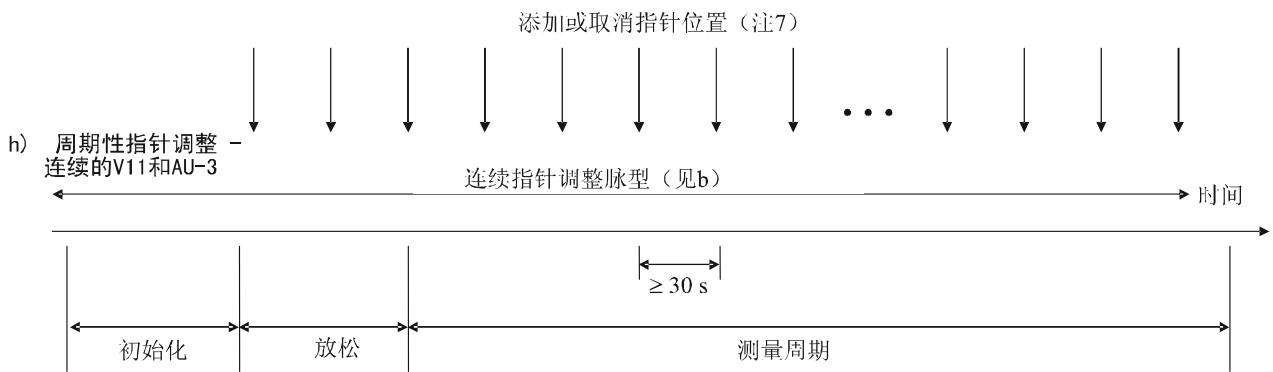 添加或取消指针位置（注7）
h) 周期性指针调整 -
连续的V11和AU-3
连续指针调整脉型（见b）
时间
≥ 30 s
初始化
放松
测量周期